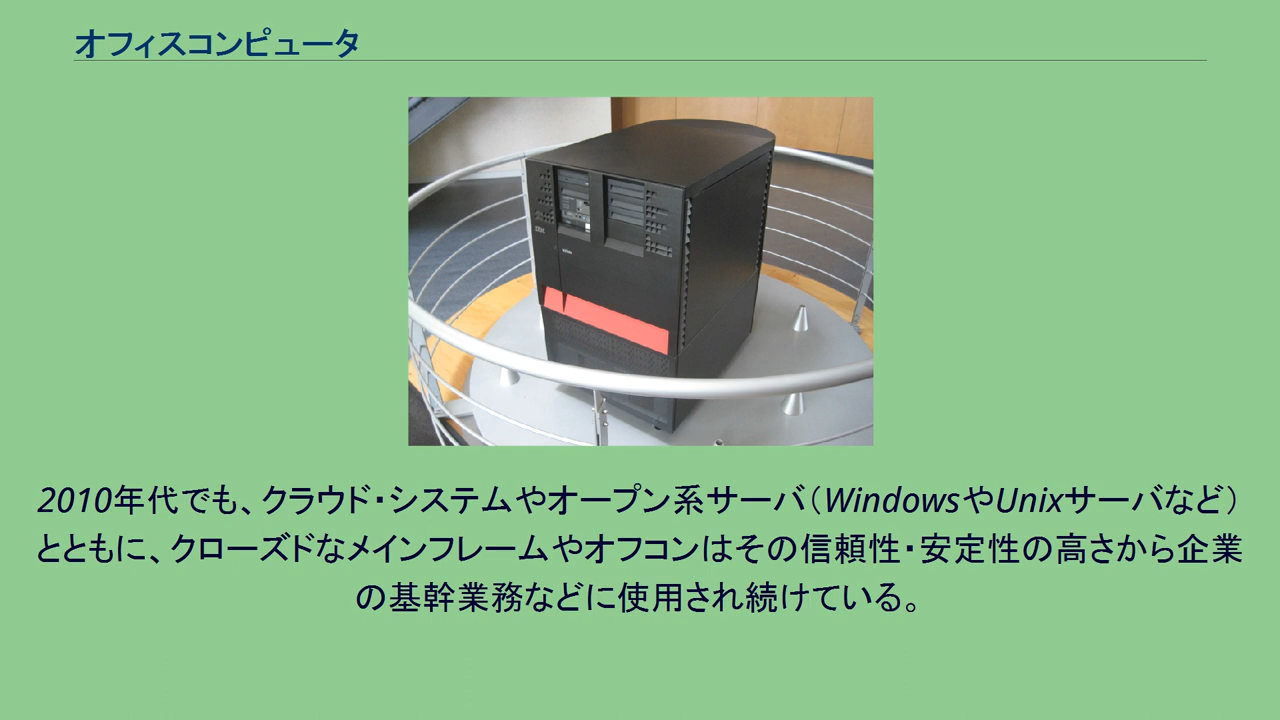 オフィスコンピュータ
2010年代でも、クラウド・システムやオープン系サーバ（WindowsやUnixサーバなど）
とともに、クローズドなメインフレームやオフコンはその信頼性・安定性の高さから企業
の基幹業務などに使用され続けている。